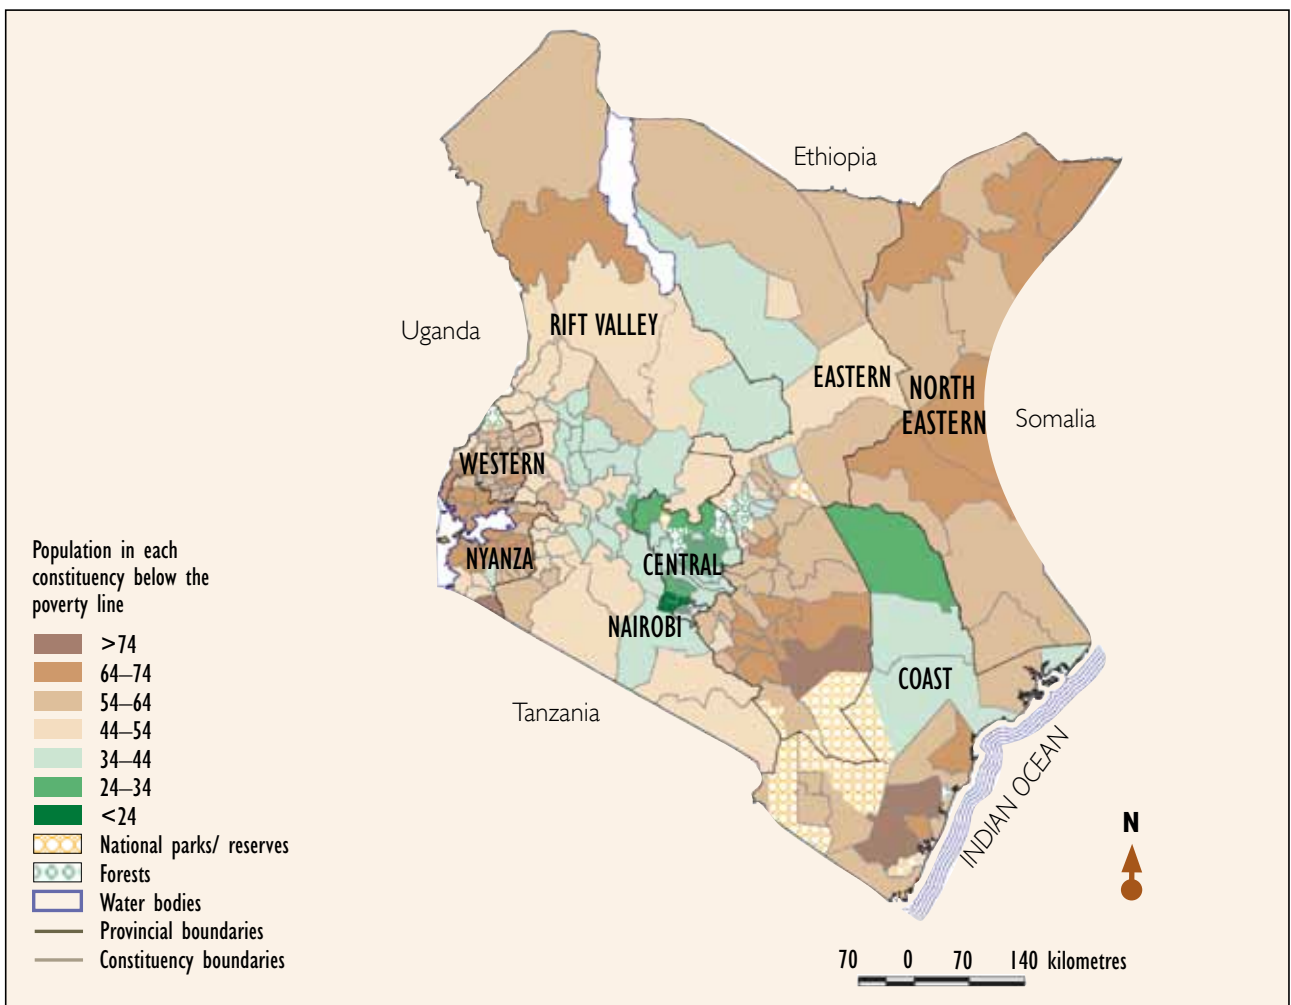 Ethiopia
Uganda
RIFT VALLEY
EASTERN
NORTH
EASTERN
Somalia
WESTERN
NYANZA
CENTRAL
NAIROBI
COAST
Tanzania
INDIAN OCEAN
Population in each
constituency below the
poverty line
>74
64–74
54–64
44–54
34–44
24–34
<24
National parks/ reserves
Forests
Water bodies
Provincial boundaries
Constituency boundaries
N
70 0 70 140 kilometres